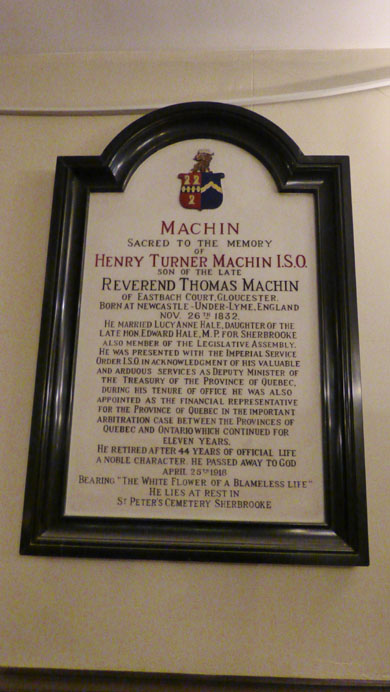 MACHIN
SACRED TO THE MEMORY
OF
HENRY TURNER MACHIN I.S.O.
SON OF THE LATE
REVEREND THOMAS MACHIN
OF EASTBACH COURT, GLOUCESTER.
BORN AT NEWCASTLE-UNDER-LYME, ENGLAND
NOV. 26TH 1832.
HE MARRIED LUCY ANNE HALE, DAUGHTER OF THE
LATE HON. EDWARD HALE, M.P. FOR SHERBROOKE
ALSO MEMBER OF THE LEGISLATIVE ASSEMBLY.
HE WAS PRESENTED WITH THE IMPERIAL SERVICE
ORDER I.S.O IN ACKNOWLEDGMENT OF HIS VALUABLE
AND ARDUOUS SERVICES AS DEPUTY MINISTER OF
THE TREASURY OF THE PROVINCE OF QUEBEC,
DURING HIS TENURE OF OFFICE HE WAS ALSO
APPOINTED AS THE FINANCIAL REPRESENTATIVE
FOR THE PROVINCE OF QUEBEC IN THE IMPORTANT
ARBITRATION CASE BETWEEN THE PROVINCES OF
QUEBEC AND ONTARIO WHICH CONTINUED FOR
ELEVEN YEARS.
HE RETIRED AFTER 44 YEARS OF OFFICIAL LIFE
A NOBLE CHARACTER. HE PASSED AWAY TO GOD
APRIL 25TH 1918
BEARING "THE WHITE FLOWER OF A BLAMELESS LIFE"
HE LIES AT REST IN
ST PETER'S CEMETERY SHERBROOKE